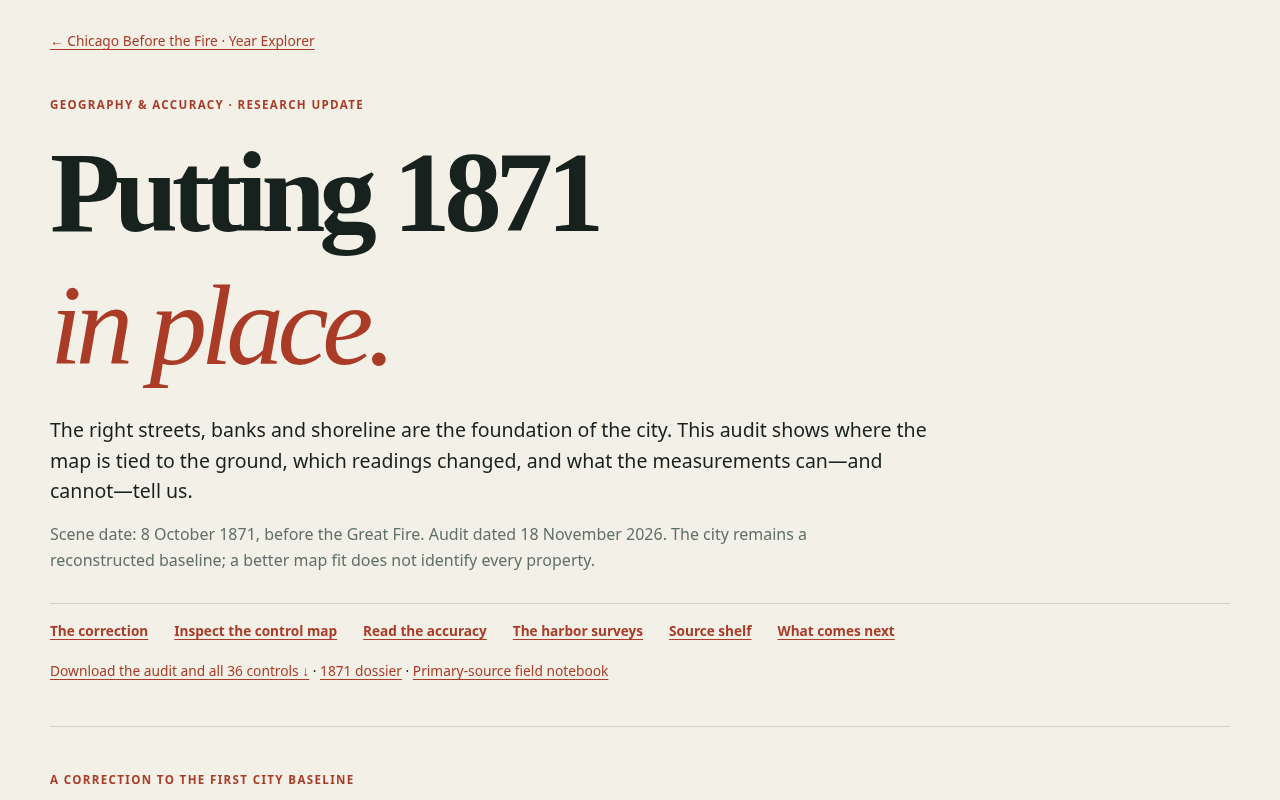 ← Chicago Before the Fire · Year Explorer
GEOGRAPHY & ACCURACY · RESEARCH UPDATE
Putting 1871
in place.
The right streets, banks and shoreline are the foundation of the city. This audit shows where the
map is tied to the ground, which readings changed, and what the measurements can—and
cannot—tell us.
Scene date: 8 October 1871, before the Great Fire. Audit dated 18 November 2026. The city remains a
reconstructed baseline; a better map fit does not identify every property.
The correction Inspect the control map Read the accuracy The harbor surveys Source shelf What comes next
Download the audit and all 36 controls ↓ · 1871 dossier · Primary-source field notebook
A CORRECTION TO THE FIRST CITY BASELINE